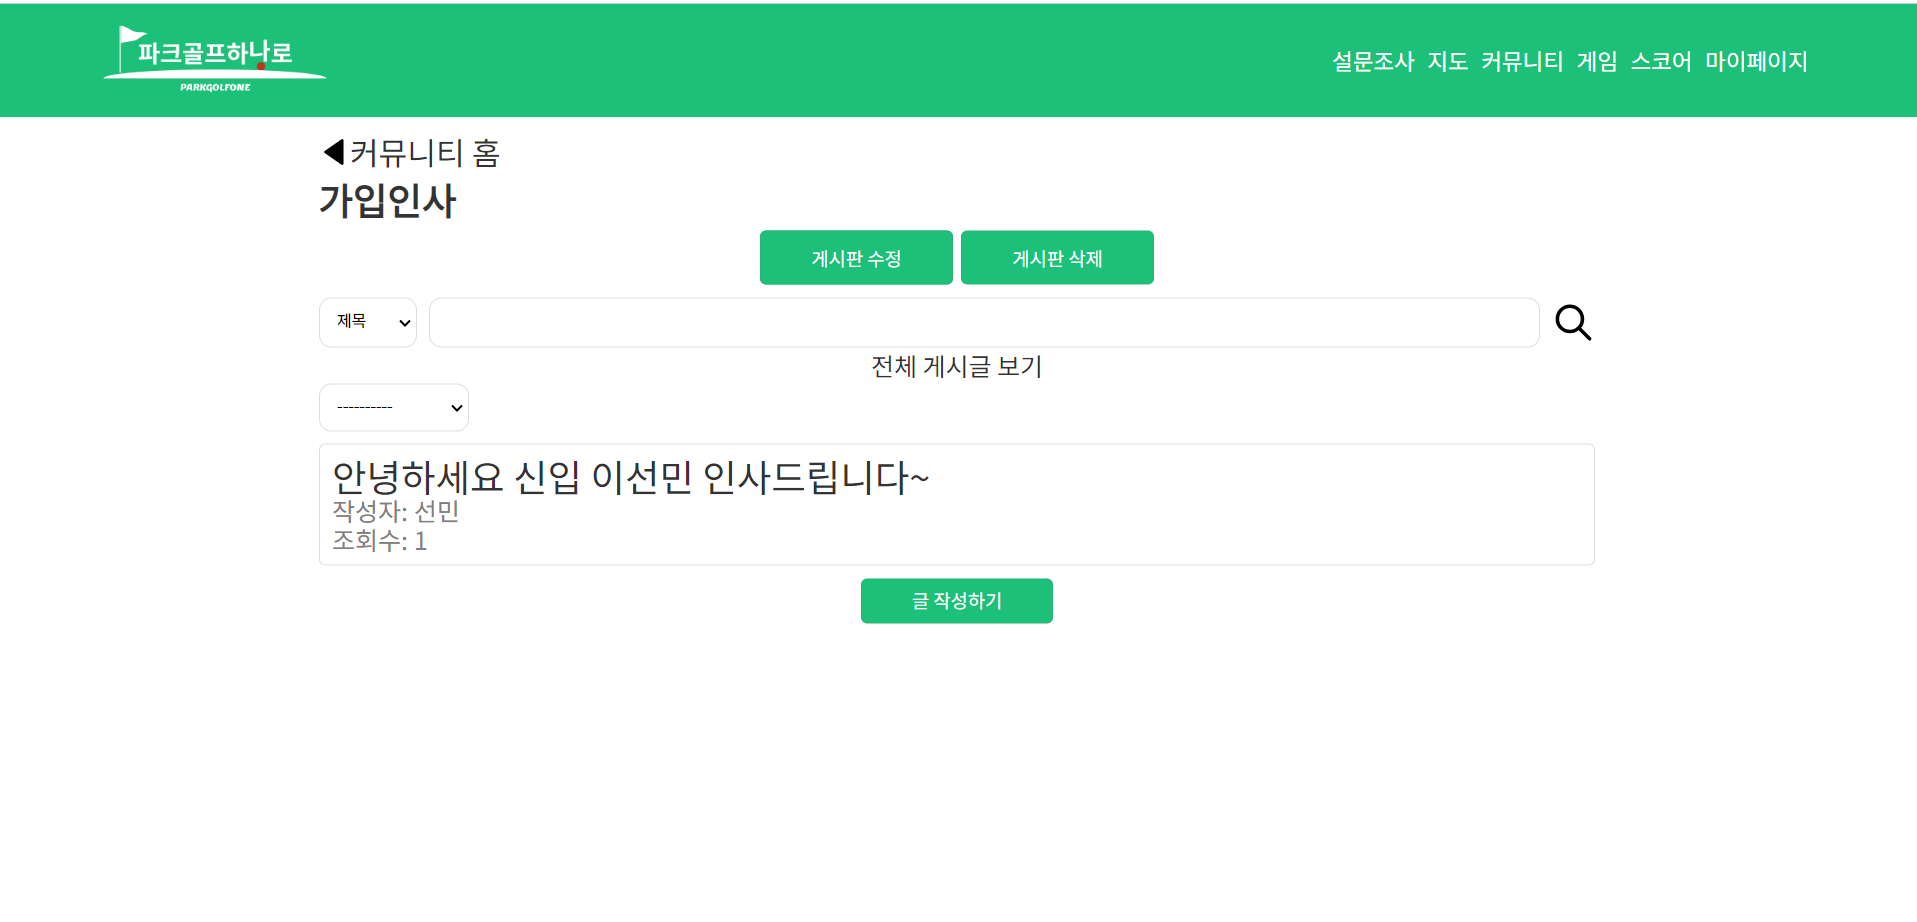 파크골프하나로
PARKGOLFONE
설문조사 지도 커뮤니티 게임 스코어 마이페이지
커뮤니티 홈
가입인사
게시판 수정 게시판 삭제
제목
전체 게시글 보기
----------
안녕하세요 신입 이선민 인사드립니다~
작성자: 선민
조회수: 1
글 작성하기